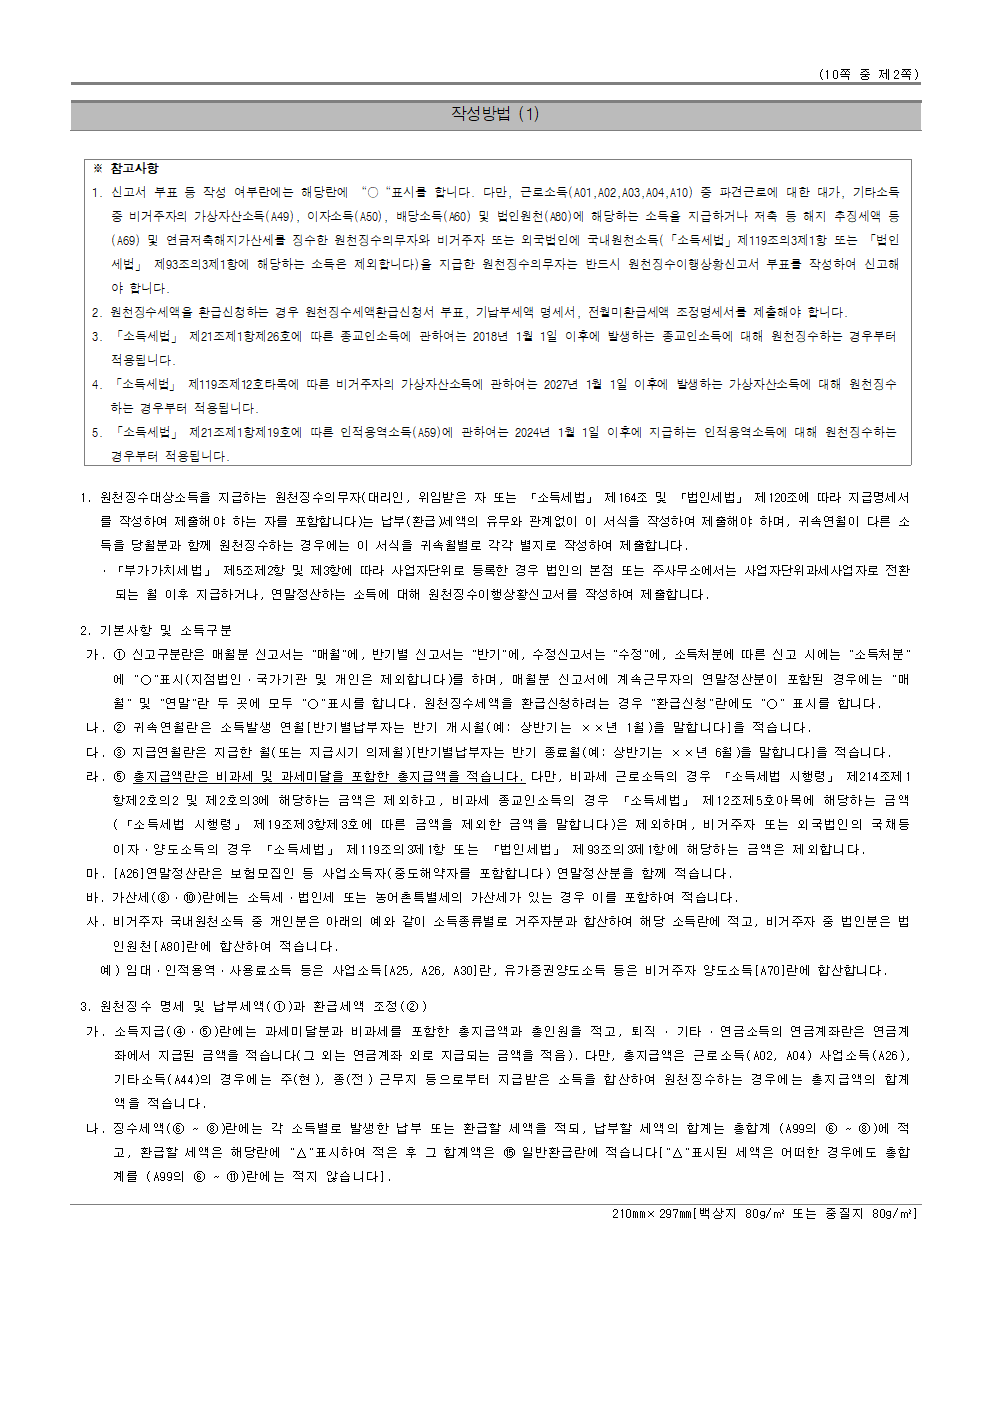 (10쪽 중 제2쪽)
작성방법 (1)
※ 참고사항
1. 신고서 부표 등 작성 여부란에는 해당란에 “○ “표시를 합니다. 다만, 근로소득(A01,A02,A03,A04,A10) 중 파견근로에 대한 대가, 기타소득
중 비거주자의 가상자산소득(A49), 이자소득(A50), 배당소득(A60) 및 법인원천(A80)에 해당하는 소득을 지급하거나 저축 등 해지 추징세액 등
(A69) 및 연금저축해지가산세를 징수한 원천징수의무자와 비거주자 또는 외국법인에 국내원천소득(「소득세법」제119조의3제1항 또는 「법인
세법」 제93조의3제1항에 해당하는 소득은 제외합니다)을 지급한 원천징수의무자는 반드시 원천징수이행상황신고서 부표를 작성하여 신고해
야 합니다.
2. 원천징수세액을 환급신청하는 경우 원천징수세액환급신청서 부표, 기납부세액 명세서, 전월미환급세액 조정명세서를 제출해야 합니다.
3. 「소득세법」 제21조제1항제26호에 따른 종교인소득에 관하여는 2018년 1월 1일 이후에 발생하는 종교인소득에 대해 원천징수하는 경우부터
적용됩니다.
4. 「소득세법」 제119조제12호타목에 따른 비거주자의 가상자산소득에 관하여는 2027년 1월 1일 이후에 발생하는 가상자산소득에 대해 원천징수
하는 경우부터 적용됩니다.
5. 「소득세법」 제21조제1항제19호에 따른 인적용역소득(A59)에 관하여는 2024년 1월 1일 이후에 지급하는 인적용역소득에 대해 원천징수하는
경우부터 적용됩니다.
1. 원천징수대상소득을 지급하는 원천징수의무자(대리인, 위임받은 자 또는 「소득세법」 제164조 및 「법인세법」 제120조에 따라 지급명세서
를 작성하여 제출해야 하는 자를 포함합니다)는 납부(환급)세액의 유무와 관계없이 이 서식을 작성하여 제출해야 하며, 귀속연월이 다른 소
득을 당월분과 함께 원천징수하는 경우에는 이 서식을 귀속월별로 각각 별지로 작성하여 제출합니다.
·「부가가치세법」 제5조제2항 및 제3항에 따라 사업자단위로 등록한 경우 법인의 본점 또는 주사무소에서는 사업자단위과세사업자로 전환
되는 월 이후 지급하거나, 연말정산하는 소득에 대해 원천징수이행상황신고서를 작성하여 제출합니다.
2. 기본사항 및 소득구분
가. ① 신고구분란은 매월분 신고서는 "매월"에, 반기별 신고서는 "반기"에, 수정신고서는 "수정"에, 소득처분에 따른 신고 시에는 "소득처분"
에 "○"표시(지점법인·국가기관 및 개인은 제외합니다)를 하며, 매월분 신고서에 계속근무자의 연말정산분이 포함된 경우에는 "매
월" 및 "연말"란 두 곳에 모두 "○"표시를 합니다. 원천징수세액을 환급신청하려는 경우 "환급신청"란에도 "○" 표시를 합니다.
나. ② 귀속연월란은 소득발생 연월[반기별납부자는 반기 개시월(예: 상반기는 ××년 1월)을 말합니다]을 적습니다.
다. ③ 지급연월란은 지급한 월(또는 지급시기 의제월)[반기별납부자는 반기 종료월(예: 상반기는 ××년 6월)을 말합니다]을 적습니다.
라. ⑤ 총지급액란은 비과세 및 과세미달을 포함한 총지급액을 적습니다. 다만, 비과세 근로소득의 경우 「소득세법 시행령」 제214조제1
항제2호의2 및 제2호의3에 해당하는 금액은 제외하고, 비과세 종교인소득의 경우 「소득세법」 제12조제5호아목에 해당하는 금액
(「소득세법 시행령」 제19조제3항제3호에 따른 금액을 제외한 금액을 말합니다)은 제외하며, 비거주자 또는 외국법인의 국채등
이자·양도소득의 경우 「소득세법」 제119조의3제1항 또는 「법인세법」 제93조의3제1항에 해당하는 금액은 제외합니다.
마. [A26]연말정산란은 보험모집인 등 사업소득자(중도해약자를 포함합니다) 연말정산분을 함께 적습니다.
바. 가산세(⑧·⑩)란에는 소득세·법인세 또는 농어촌특별세의 가산세가 있는 경우 이를 포함하여 적습니다.
사. 비거주자 국내원천소득 중 개인분은 아래의 예와 같이 소득종류별로 거주자분과 합산하여 해당 소득란에 적고, 비거주자 중 법인분은 법
인원천[A80]란에 합산하여 적습니다.
예) 임대·인적용역·사용료소득 등은 사업소득[A25, A26, A30]란, 유가증권양도소득 등은 비거주자 양도소득[A70]란에 합산합니다.
3. 원천징수 명세 및 납부세액(①)과 환급세액 조정(②)
가. 소득지급(④·⑤)란에는 과세미달분과 비과세를 포함한 총지급액과 총인원을 적고, 퇴직 · 기타 · 연금소득의 연금계좌란은 연금계
좌에서 지급된 금액을 적습니다(그 외는 연금계좌 외로 지급되는 금액을 적음). 다만, 총지급액은 근로소득(A02, A04) 사업소득(A26),
기타소득(A44)의 경우에는 주(현), 종(전) 근무지 등으로부터 지급받은 소득을 합산하여 원천징수하는 경우에는 총지급액의 합계
액을 적습니다.
나. 징수세액(⑥ ~ ⑧)란에는 각 소득별로 발생한 납부 또는 환급할 세액을 적되, 납부할 세액의 합계는 총합계 (A99의 ⑥ ~ ⑧)에 적
고, 환급할 세액은 해당란에 "△"표시하여 적은 후 그 합계액은 ⑮ 일반환급란에 적습니다["△"표시된 세액은 어떠한 경우에도 총합
계를 (A99의 ⑥ ~ ⑪)란에는 적지 않습니다].
210㎜×297㎜[백상지 80g/㎡ 또는 중질지 80g/㎡]